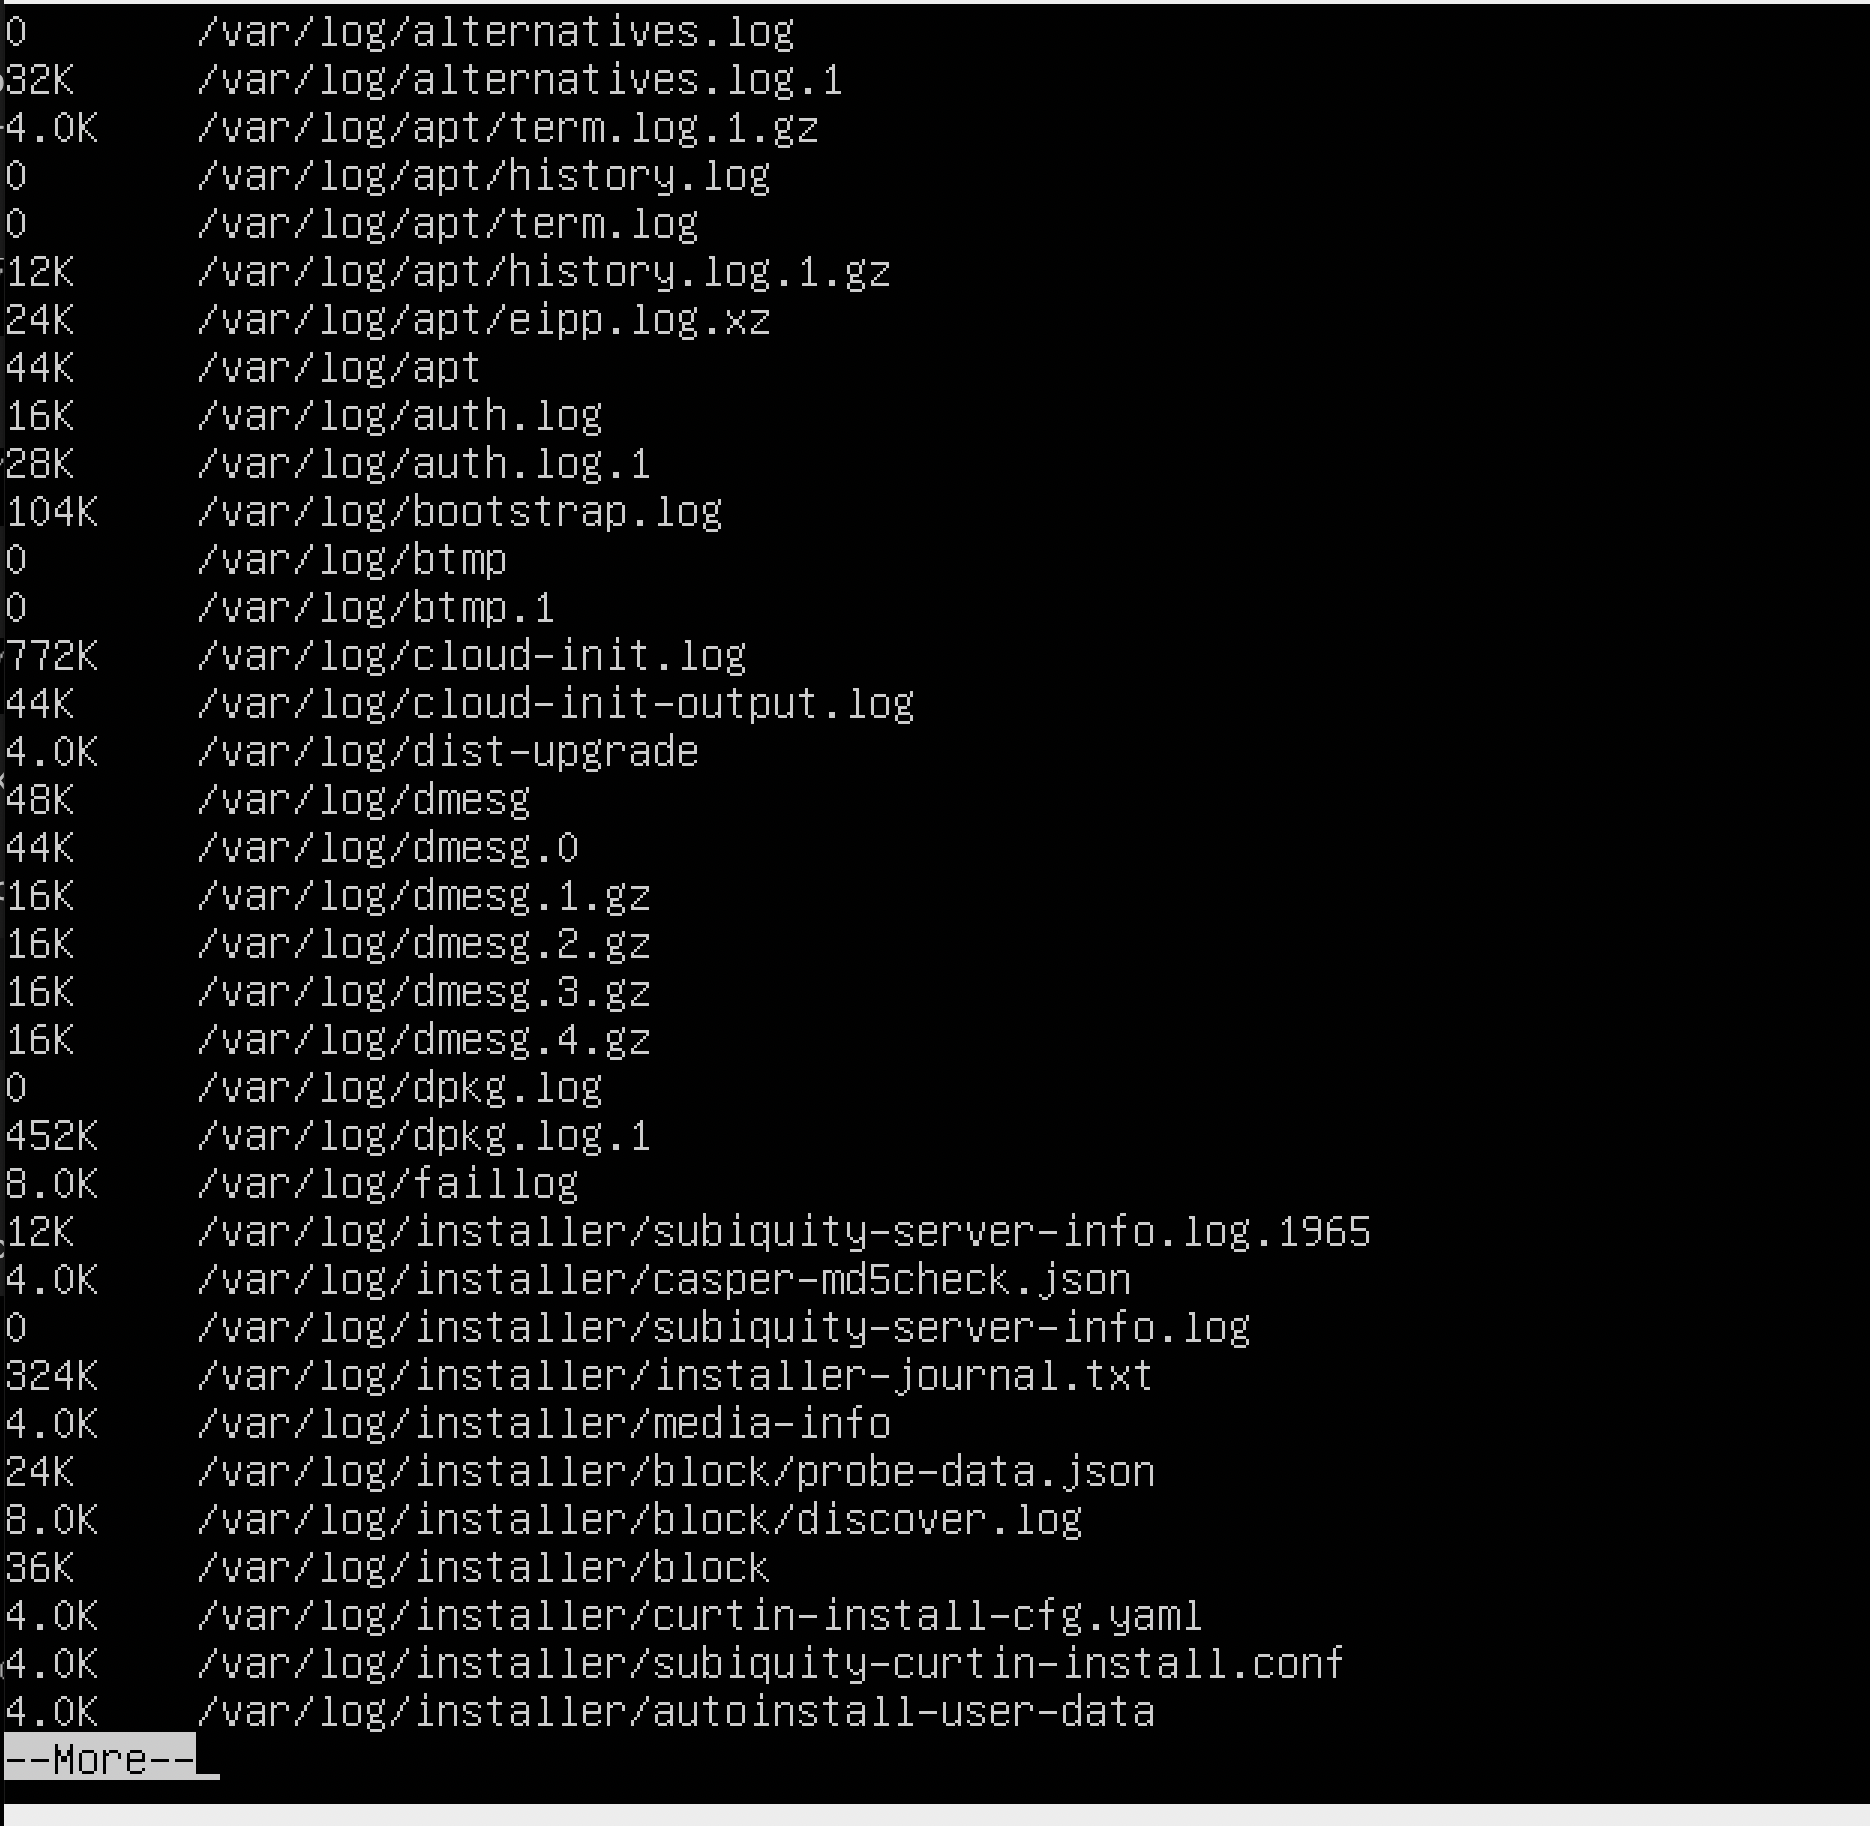 0       /var/log/alternatives.log
32K     /var/log/alternatives.log.1
4.0K    /var/log/apt/term.log.1.gz
0       /var/log/apt/history.log
0       /var/log/apt/term.log
12K     /var/log/apt/history.log.1.gz
24K     /var/log/apt/eipp.log.xz
44K     /var/log/apt
16K     /var/log/auth.log
28K     /var/log/auth.log.1
104K    /var/log/bootstrap.log
0       /var/log/btmp
0       /var/log/btmp.1
772K    /var/log/cloud-init.log
44K     /var/log/cloud-init-output.log
4.0K    /var/log/dist-upgrade
48K     /var/log/dmesg
44K     /var/log/dmesg.0
16K     /var/log/dmesg.1.gz
16K     /var/log/dmesg.2.gz
16K     /var/log/dmesg.3.gz
16K     /var/log/dmesg.4.gz
0       /var/log/dpkg.log
452K    /var/log/dpkg.log.1
8.0K    /var/log/faillog
12K     /var/log/installer/subiquity-server-info.log.1965
4.0K    /var/log/installer/casper-md5check.json
0       /var/log/installer/subiquity-server-info.log
324K    /var/log/installer/installer-journal.txt
4.0K    /var/log/installer/media-info
24K     /var/log/installer/block/probe-data.json
8.0K    /var/log/installer/block/discover.log
36K     /var/log/installer/block
4.0K    /var/log/installer/curtin-install-cfg.yaml
4.0K    /var/log/installer/subiquity-curtin-install.conf
4.0K    /var/log/installer/autoinstall-user-data
--More--